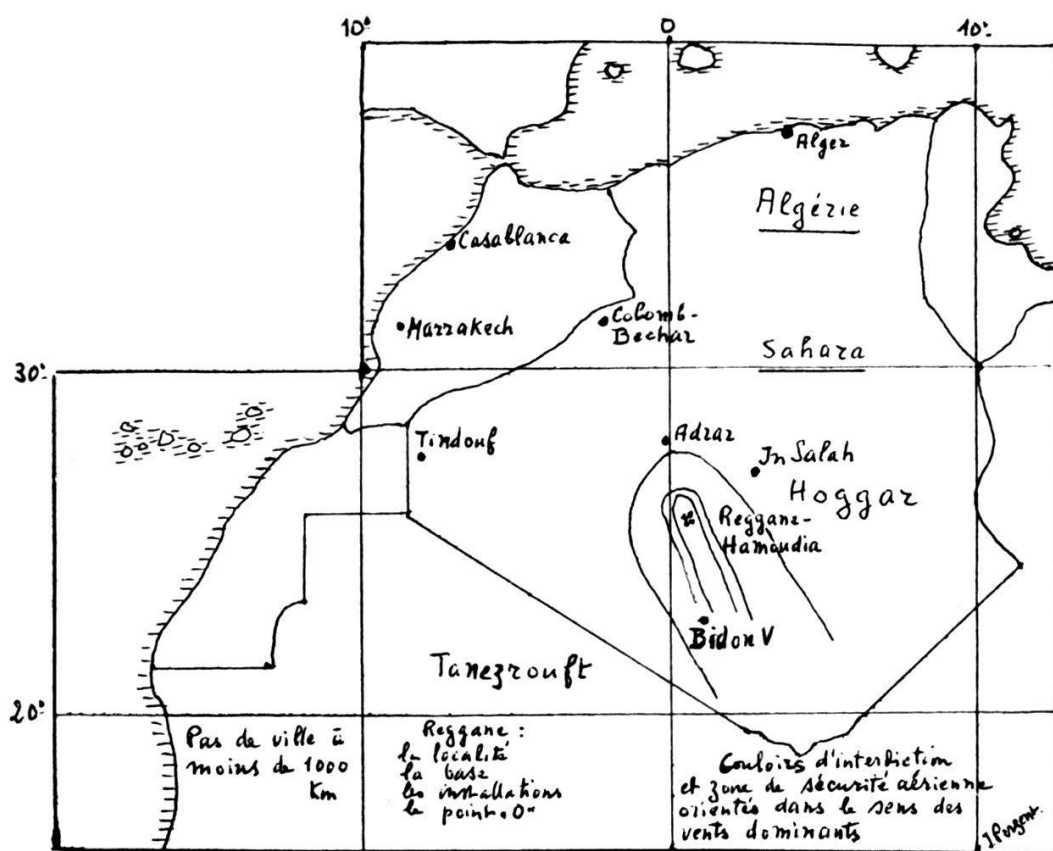 10°
0
10°
Alger
Algérie
Casablanca
Marrakech
Colomb-
Bechar
Sahara
30°
Tindouf
Adrar
In Salah
Hoggar
Reggane-
Hamoudia
Bidon V
Tanezrouft
20°
Pas de ville à
moins de 1000
Km
Reggane :
la localité
la base
les installations
le point "0"
Couloirs d'interdiction
et zone de sécurité aérienne
orientés dans le sens des
vents dominants